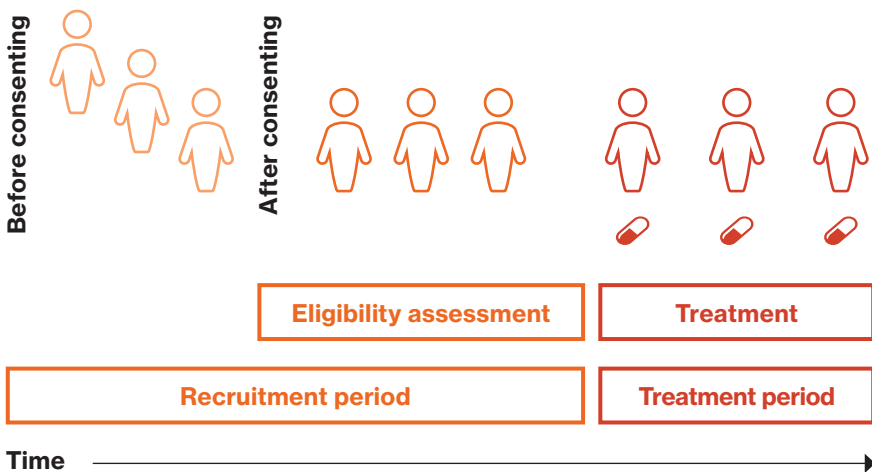 Before consenting
After consenting
Eligibility assessment
Treatment
Recruitment period
Treatment period
Time